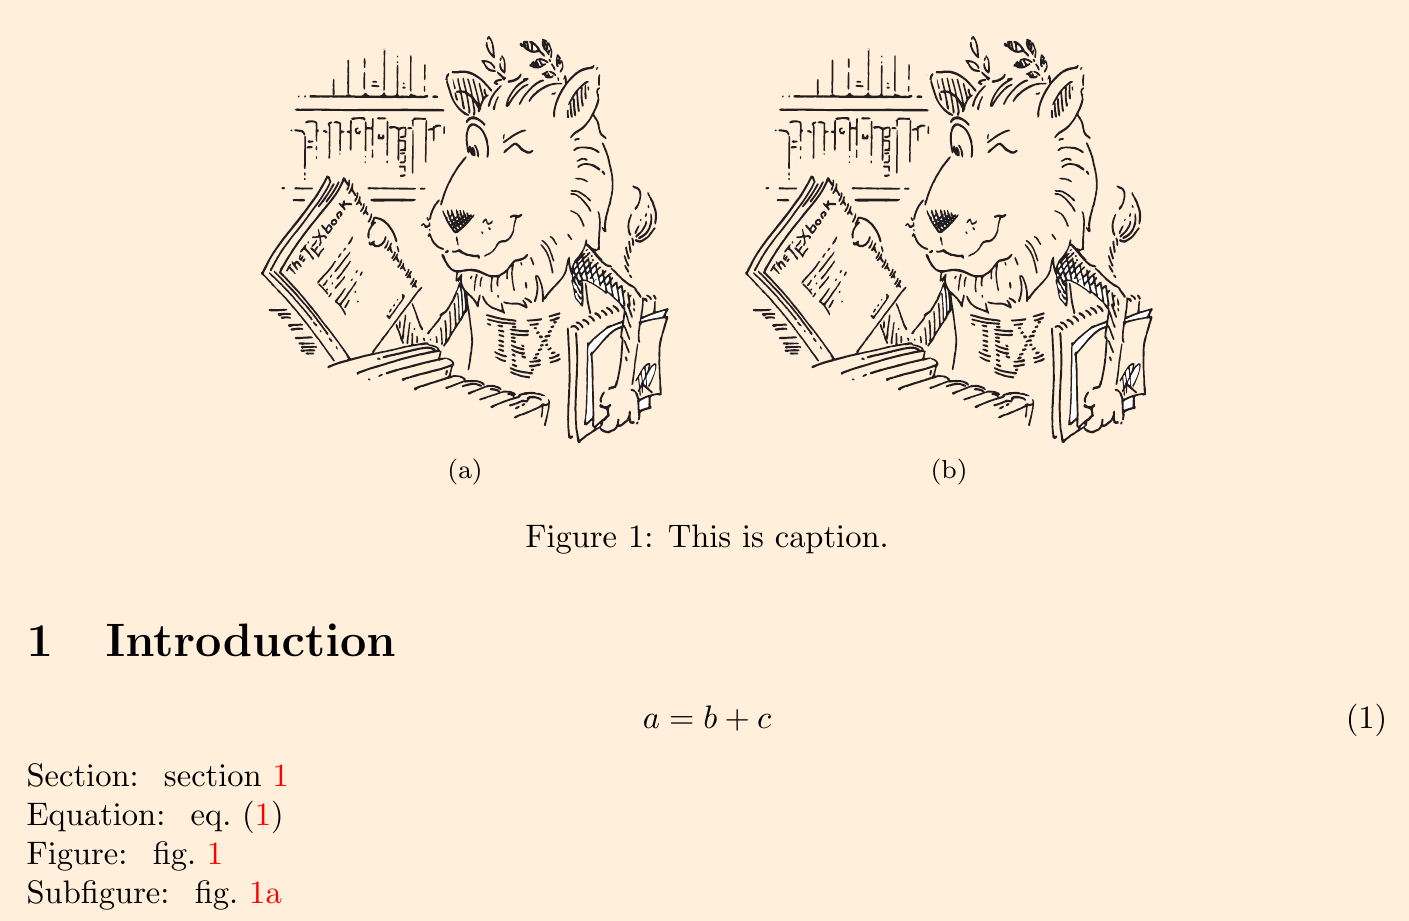 The TEXbook
The TEXbook
TEX
TEX
(a)
(b)
Figure 1: This is caption.
1 Introduction
a = b + c (1)
Section: section 1
Equation: eq. (1)
Figure: fig. 1
Subfigure: fig. 1a